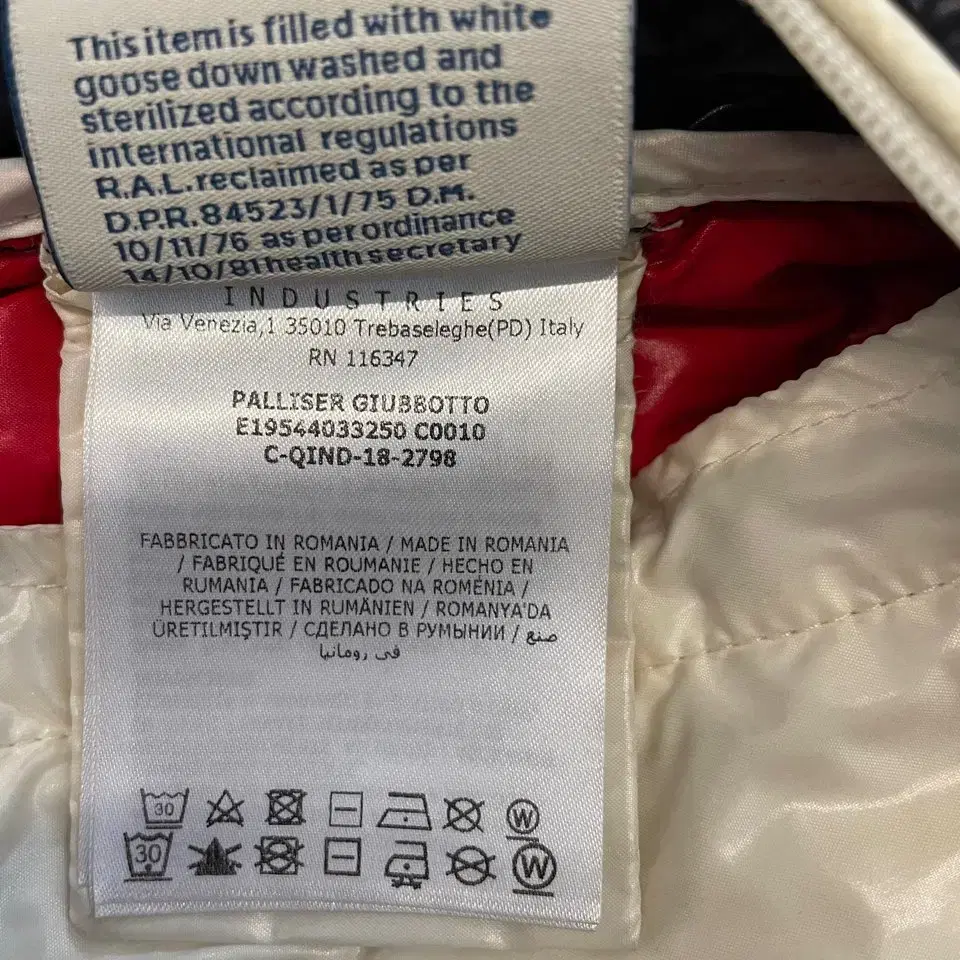 This item is filled with white
goose down washed and
sterilized according to the
international regulations
R.A.L. reclaimed as per
D.P.R. 84523/1/75 D.M.
10/11/76 as per ordinance
14/10/81 health secretary
INDUSTRIES
Via Venezia,1 35010 Trebaseleghe(PD) Italy
RN 116347
PALLISER GIUBBOTTO
E19544033250 C0010
C-QIND-18-2798
FABBRICATO IN ROMANIA / MADE IN ROMANIA
/ FABRIQUÉ EN ROUMANIE / HECHO EN
RUMANIA / FABRICADO NA ROMÉNIA /
HERGESTELLT IN RUMÄNIEN / ROMANYA'DA
ÜRETILMIŞTIR / СДЕЛАНО В РУМЫНИИ / صنع
في رومانيا
30 W
30 W